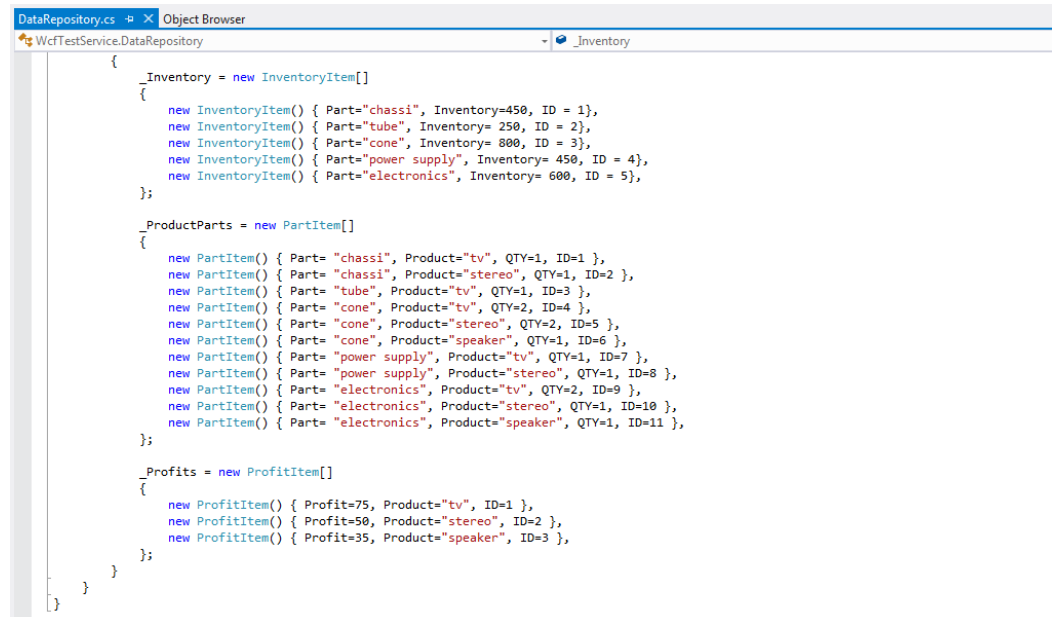 DataRepository.cs Object Browser
WcfTestService.DataRepository _Inventory
{
_Inventory = new InventoryItem[]
{
new InventoryItem() { Part="chassi", Inventory=450, ID = 1},
new InventoryItem() { Part="tube", Inventory= 250, ID = 2},
new InventoryItem() { Part="cone", Inventory= 800, ID = 3},
new InventoryItem() { Part="power supply", Inventory= 450, ID = 4},
new InventoryItem() { Part="electronics", Inventory= 600, ID = 5},
};
_ProductParts = new PartItem[]
{
new PartItem() { Part= "chassi", Product="tv", QTY=1, ID=1 },
new PartItem() { Part= "chassi", Product="stereo", QTY=1, ID=2 },
new PartItem() { Part= "tube", Product="tv", QTY=1, ID=3 },
new PartItem() { Part= "cone", Product="tv", QTY=2, ID=4 },
new PartItem() { Part= "cone", Product="stereo", QTY=2, ID=5 },
new PartItem() { Part= "cone", Product="speaker", QTY=1, ID=6 },
new PartItem() { Part= "power supply", Product="tv", QTY=1, ID=7 },
new PartItem() { Part= "power supply", Product="stereo", QTY=1, ID=8 },
new PartItem() { Part= "electronics", Product="tv", QTY=2, ID=9 },
new PartItem() { Part= "electronics", Product="stereo", QTY=1, ID=10 },
new PartItem() { Part= "electronics", Product="speaker", QTY=1, ID=11 },
};
_Profits = new ProfitItem[]
{
new ProfitItem() { Profit=75, Product="tv", ID=1 },
new ProfitItem() { Profit=50, Product="stereo", ID=2 },
new ProfitItem() { Profit=35, Product="speaker", ID=3 },
};
}
}
}